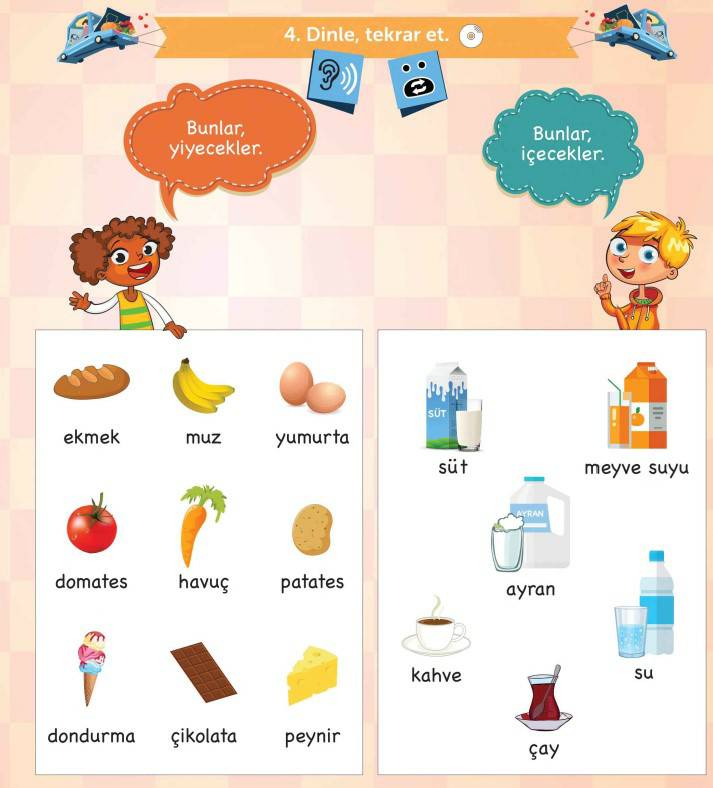 4. Dinle, tekrar et.
Bunlar,
yiyecekler.
Bunlar,
içecekler.
ekmek
muz
yumurta
domates
havuç
patates
dondurma
çikolata
peynir
SÜT
süt
meyve suyu
AYRAN
ayran
kahve
su
çay